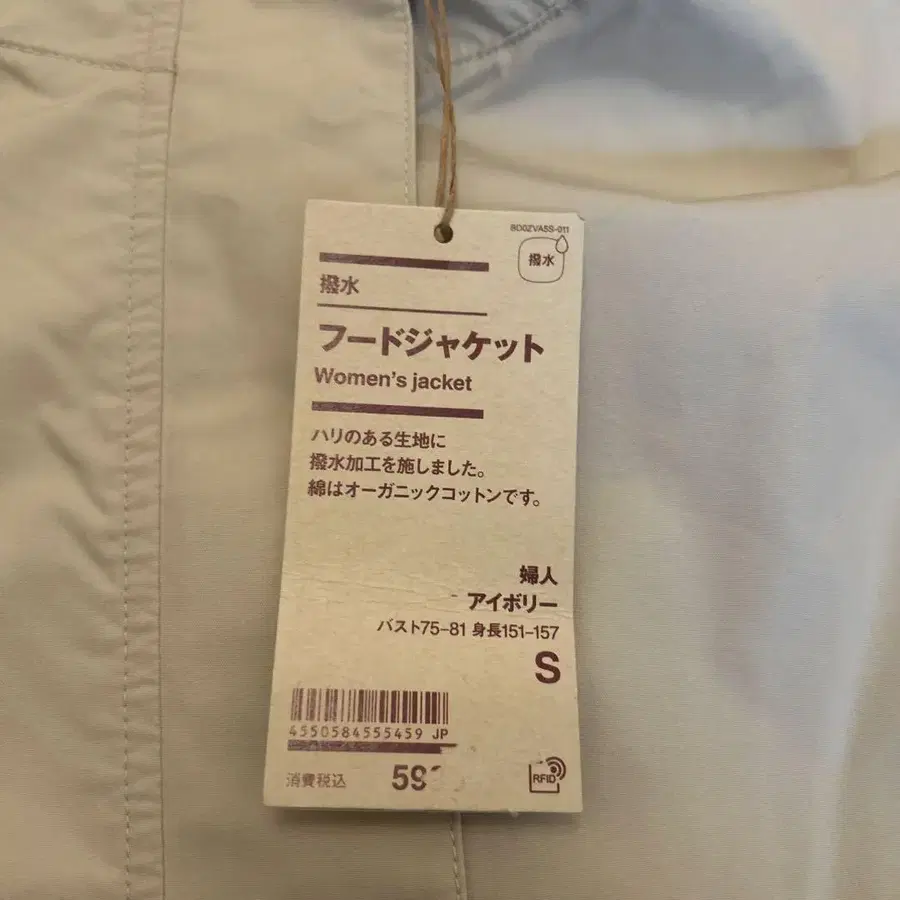 BO0ZVA5S-011
撥水
撥水
フードジャケット
Women's jacket
ハリのある生地に
撥水加工を施しました。
綿はオーガニックコットンです。
婦人
アイボリー
バスト75-81 身長151-157
S
4550584555459 JP
消費税込
RFID